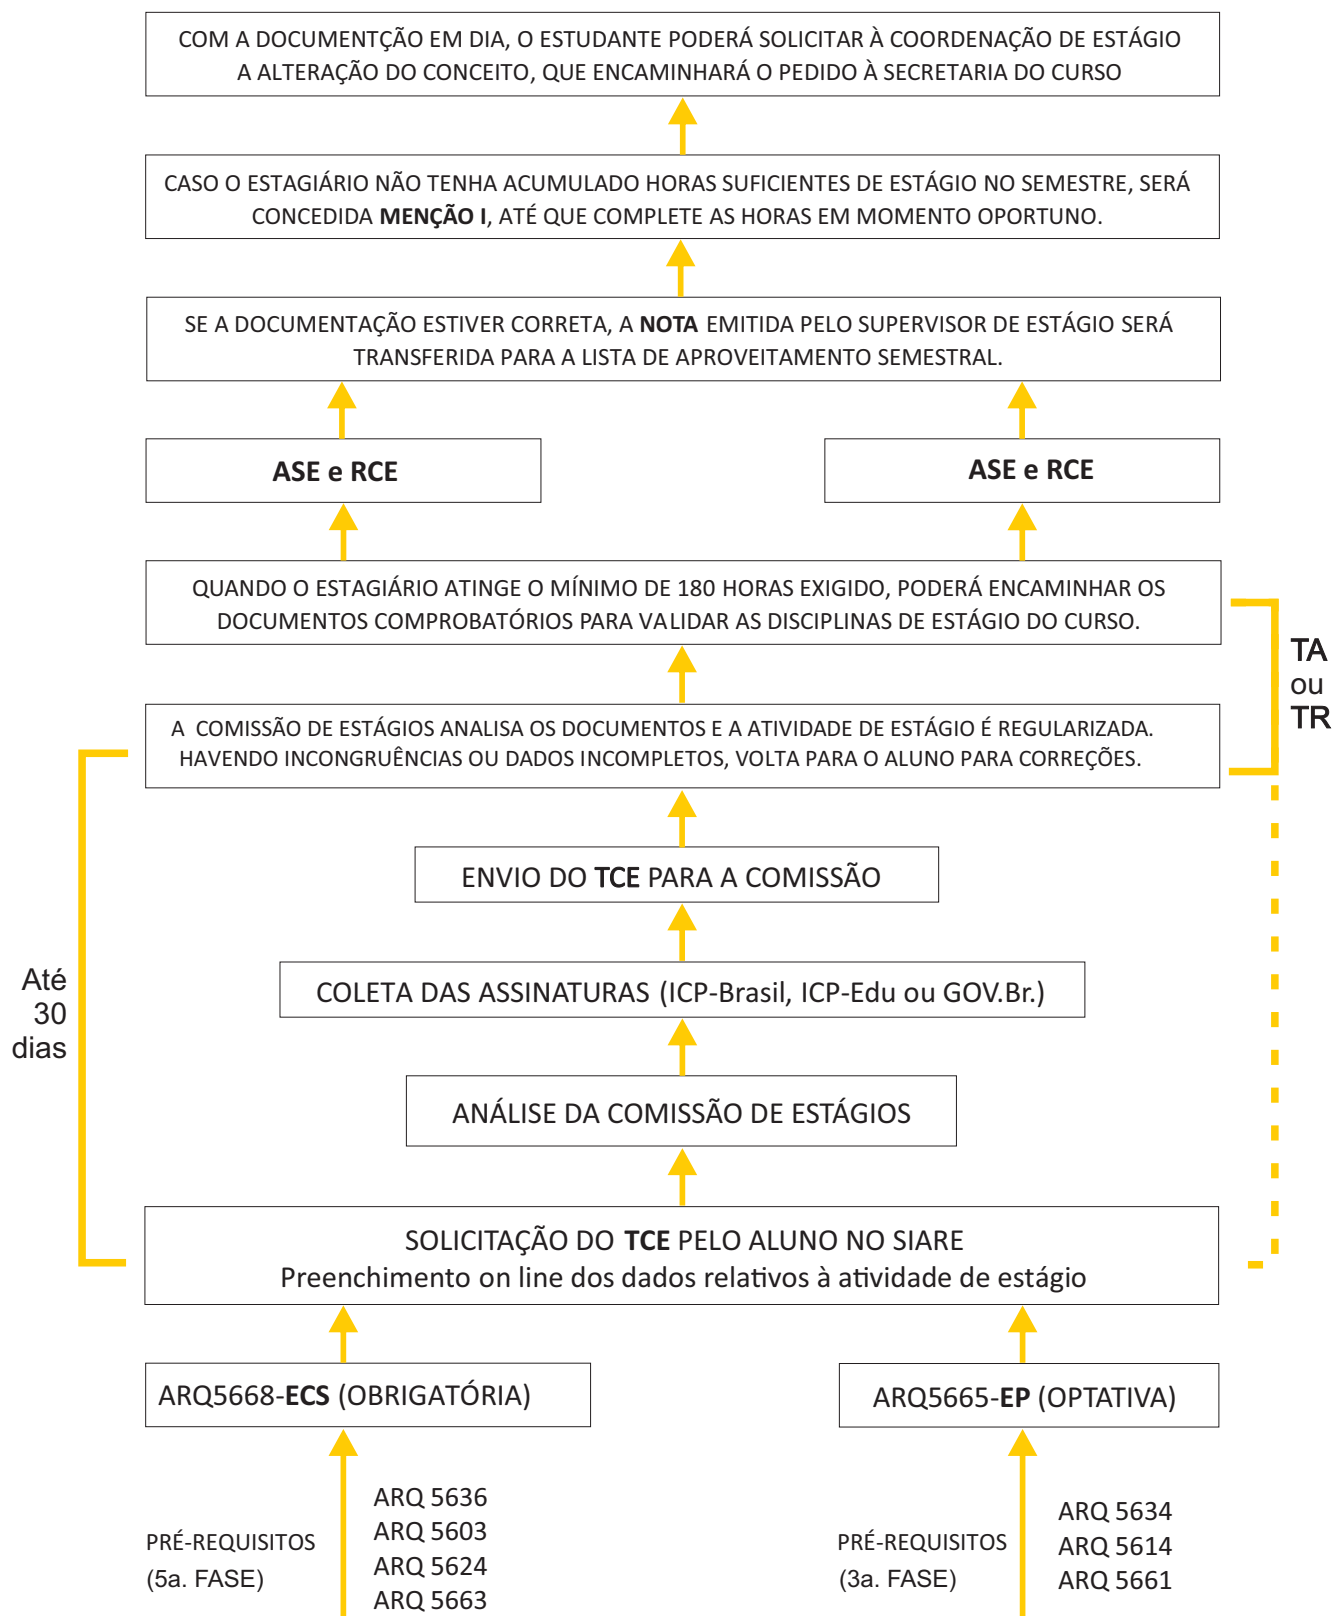 COM A DOCUMENTÇÃO EM DIA, O ESTUDANTE PODERÁ SOLICITAR À COORDENAÇÃO DE ESTÁGIO
A ALTERAÇÃO DO CONCEITO, QUE ENCAMINHARÁ O PEDIDO À SECRETARIA DO CURSO
CASO O ESTAGIÁRIO NÃO TENHA ACUMULADO HORAS SUFICIENTES DE ESTÁGIO NO SEMESTRE, SERÁ
CONCEDIDA MENÇÃO I, ATÉ QUE COMPLETE AS HORAS EM MOMENTO OPORTUNO.
SE A DOCUMENTAÇÃO ESTIVER CORRETA, A NOTA EMITIDA PELO SUPERVISOR DE ESTÁGIO SERÁ
TRANSFERIDA PARA A LISTA DE APROVEITAMENTO SEMESTRAL.
ASE e RCE
ASE e RCE
QUANDO O ESTAGIÁRIO ATINGE O MÍNIMO DE 180 HORAS EXIGIDO, PODERÁ ENCAMINHAR OS
DOCUMENTOS COMPROBATÓRIOS PARA VALIDAR AS DISCIPLINAS DE ESTÁGIO DO CURSO.
TA
ou
TR
A COMISSÃO DE ESTÁGIOS ANALISA OS DOCUMENTOS E A ATIVIDADE DE ESTÁGIO É REGULARIZADA.
HAVENDO INCONGRUÊNCIAS OU DADOS INCOMPLETOS, VOLTA PARA O ALUNO PARA CORREÇÕES.
ENVIO DO TCE PARA A COMISSÃO
Até
30
dias
COLETA DAS ASSINATURAS (ICP-Brasil, ICP-Edu ou GOV.Br.)
ANÁLISE DA COMISSÃO DE ESTÁGIOS
SOLICITAÇÃO DO TCE PELO ALUNO NO SIARE
Preenchimento on line dos dados relativos à atividade de estágio
ARQ5668-ECS (OBRIGATÓRIA)
ARQ5665-EP (OPTATIVA)
PRÉ-REQUISITOS
(5a. FASE)
ARQ 5636
ARQ 5603
ARQ 5624
ARQ 5663
PRÉ-REQUISITOS
(3a. FASE)
ARQ 5634
ARQ 5614
ARQ 5661